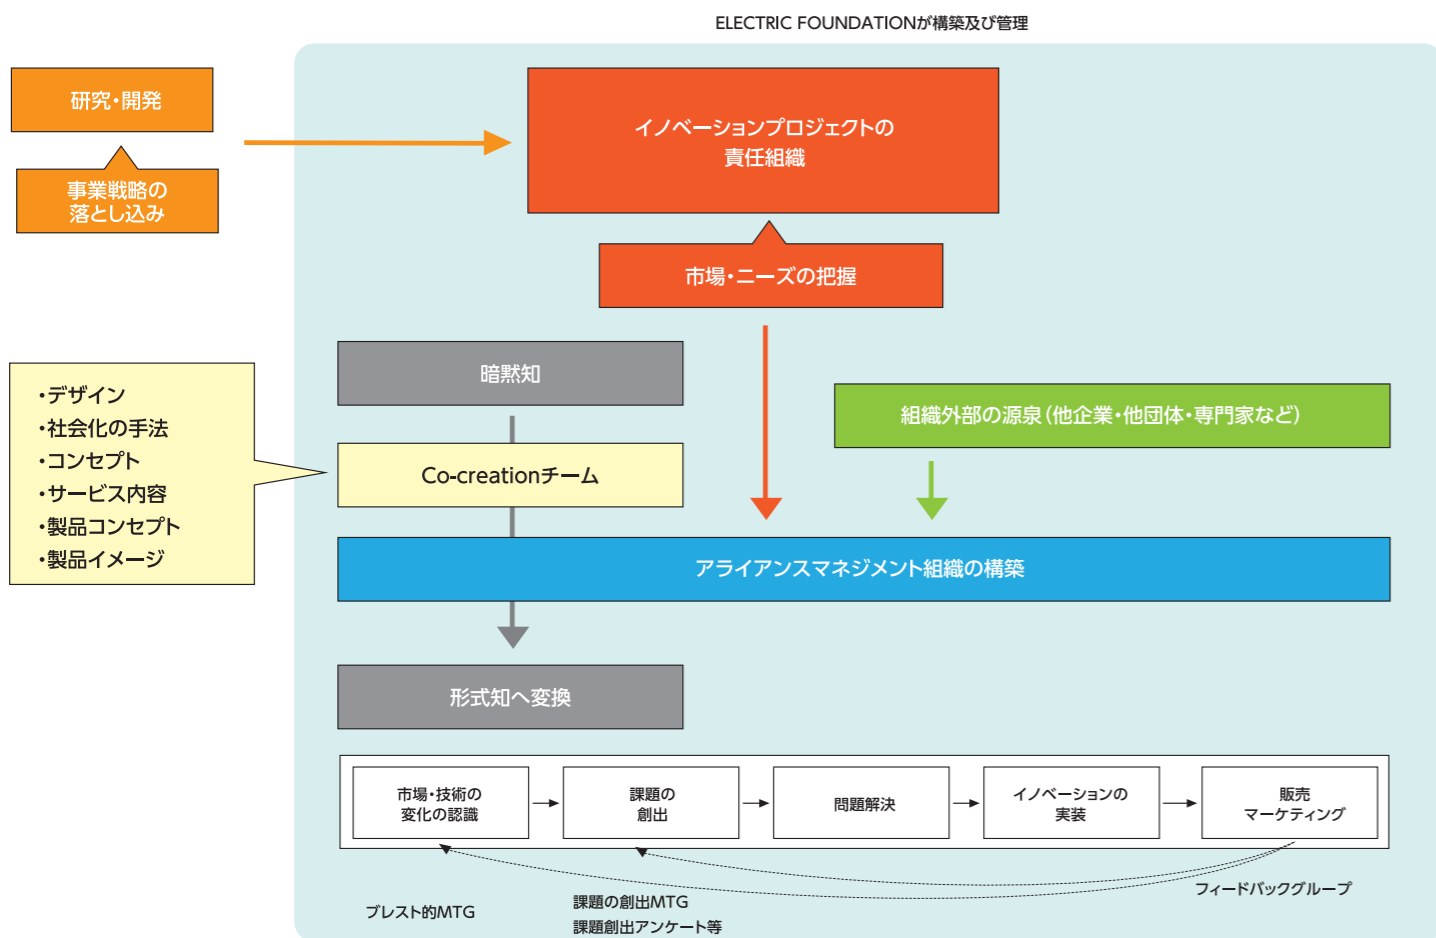 ELECTRIC FOUNDATIONが構築及び管理
研究・開発
事業戦略の
落とし込み
イノベーションプロジェクトの
責任組織
市場・ニーズの把握
暗黙知
・デザイン
・社会化の手法
・コンセプト
・サービス内容
・製品コンセプト
・製品イメージ
Co-creationチーム
組織外部の源泉（他企業・他団体・専門家など）
アライアンスマネジメント組織の構築
形式知へ変換
市場・技術の
変化の認識
課題の
創出
問題解決
イノベーションの
実装
販売
マーケティング
ブレスト的MTG
課題の創出MTG
課題創出アンケート等
フィードバックグループ